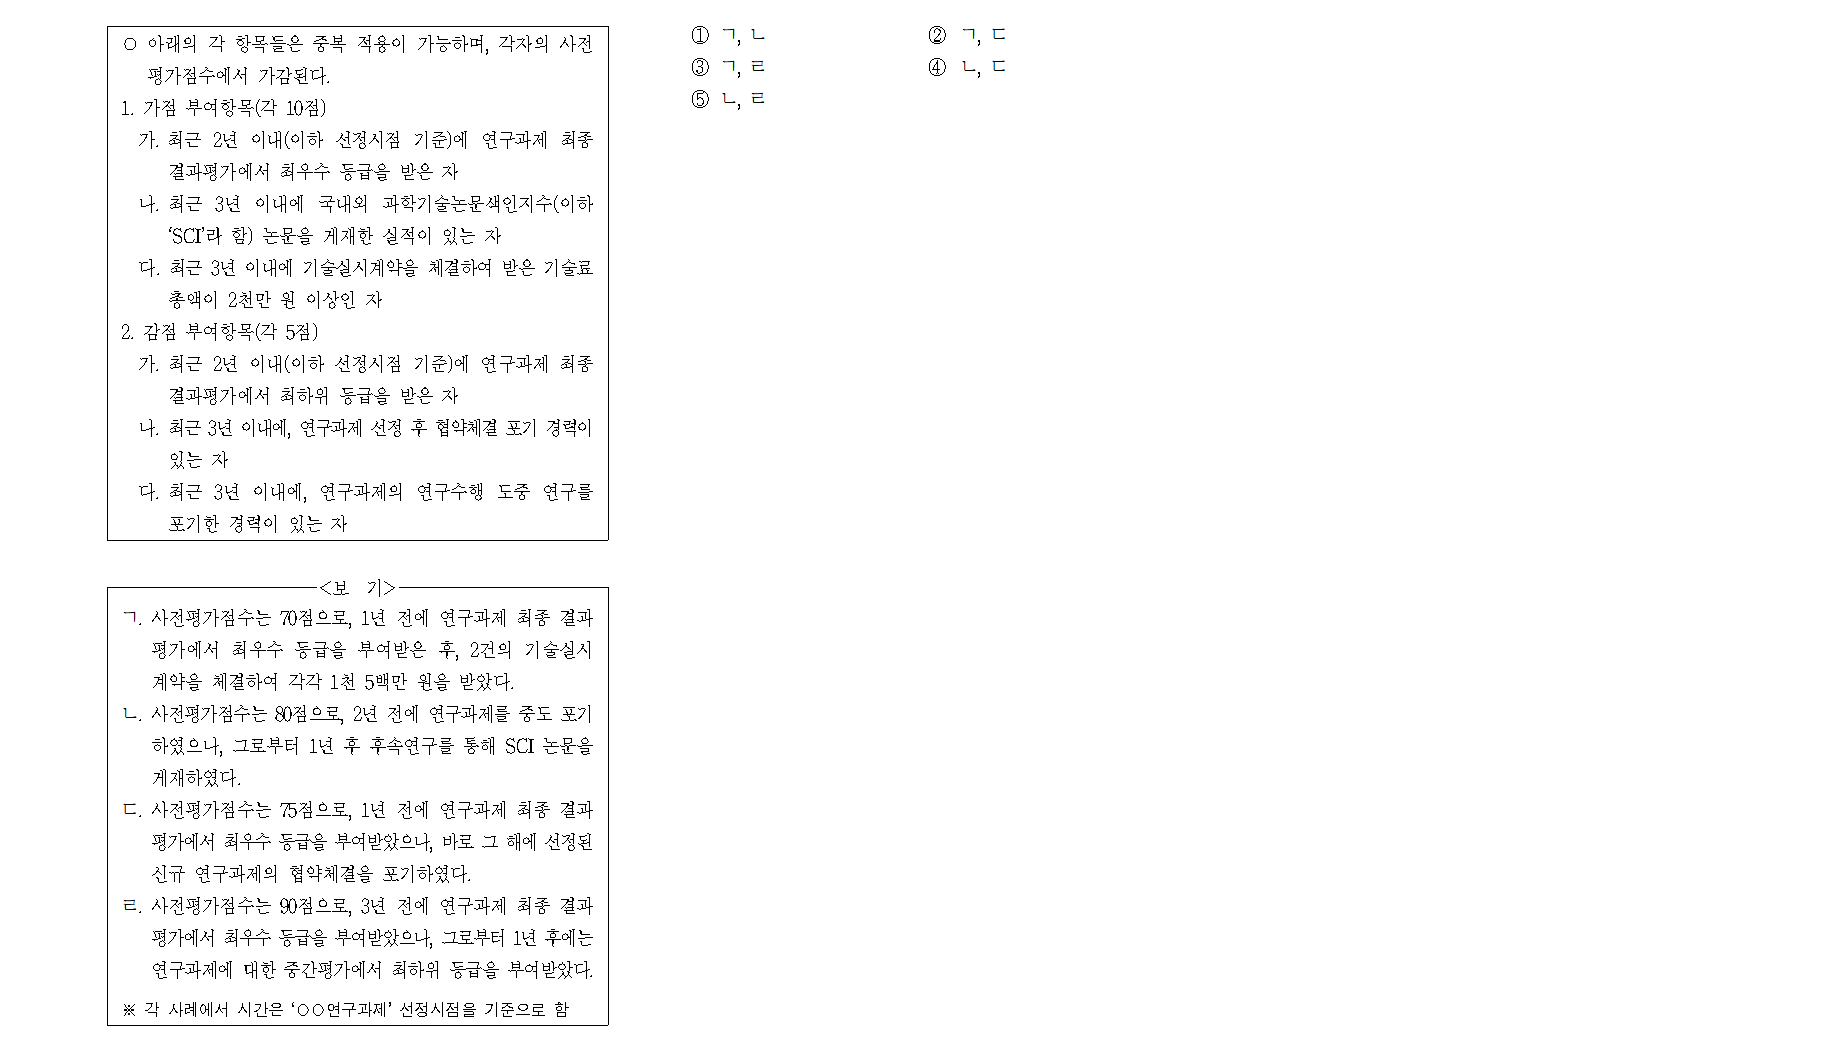 ○ 아래의 각 항목들은 중복 적용이 가능하며, 각자의 사전
평가점수에서 가감된다.
1. 가점 부여항목(각 10점)
가. 최근 2년 이내(이하 선정시점 기준)에 연구과제 최종
결과평가에서 최우수 등급을 받은 자
나. 최근 3년 이내에 국내외 과학기술논문색인지수(이하
‘SCI’라 함) 논문을 게재한 실적이 있는 자
다. 최근 3년 이내에 기술실시계약을 체결하여 받은 기술료
총액이 2천만 원 이상인 자
2. 감점 부여항목(각 5점)
가. 최근 2년 이내(이하 선정시점 기준)에 연구과제 최종
결과평가에서 최하위 등급을 받은 자
나. 최근 3년 이내에, 연구과제 선정 후 협약체결 포기 경력이
있는 자
다. 최근 3년 이내에, 연구과제의 연구수행 도중 연구를
포기한 경력이 있는 자
<보 기>
ㄱ. 사전평가점수는 70점으로, 1년 전에 연구과제 최종 결과
평가에서 최우수 등급을 부여받은 후, 2건의 기술실시
계약을 체결하여 각각 1천 5백만 원을 받았다.
ㄴ. 사전평가점수는 80점으로, 2년 전에 연구과제를 중도 포기
하였으나, 그로부터 1년 후 후속연구를 통해 SCI 논문을
게재하였다.
ㄷ. 사전평가점수는 75점으로, 1년 전에 연구과제 최종 결과
평가에서 최우수 등급을 부여받았으나, 바로 그 해에 선정된
신규 연구과제의 협약체결을 포기하였다.
ㄹ. 사전평가점수는 90점으로, 3년 전에 연구과제 최종 결과
평가에서 최우수 등급을 부여받았으나, 그로부터 1년 후에는
연구과제에 대한 중간평가에서 최하위 등급을 부여받았다.
※ 각 사례에서 시간은 ‘○○연구과제’ 선정시점을 기준으로 함
① ㄱ, ㄴ ② ㄱ, ㄷ
③ ㄱ, ㄹ ④ ㄴ, ㄷ
⑤ ㄴ, ㄹ